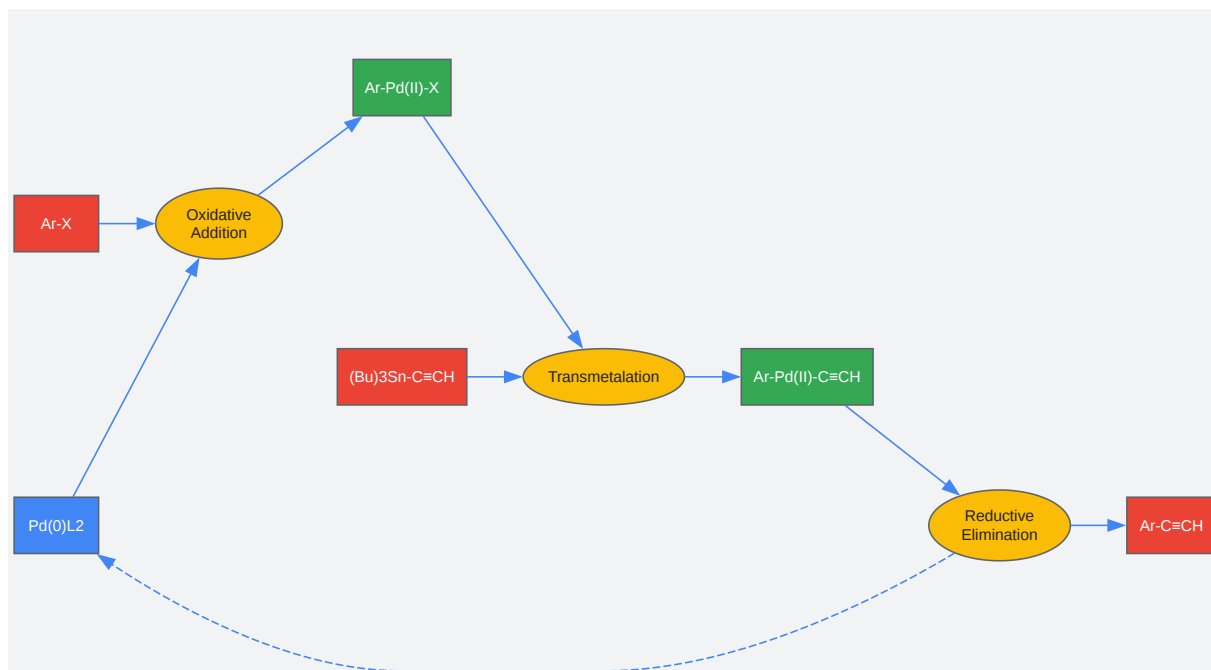 Ar-Pd(II)-X
Ar-X
Oxidative
Addition
(Bu)3Sn-C≡CH
Transmetalation
Ar-Pd(II)-C≡CH
Pd(0)L2
Reductive
Elimination
Ar-C≡CH